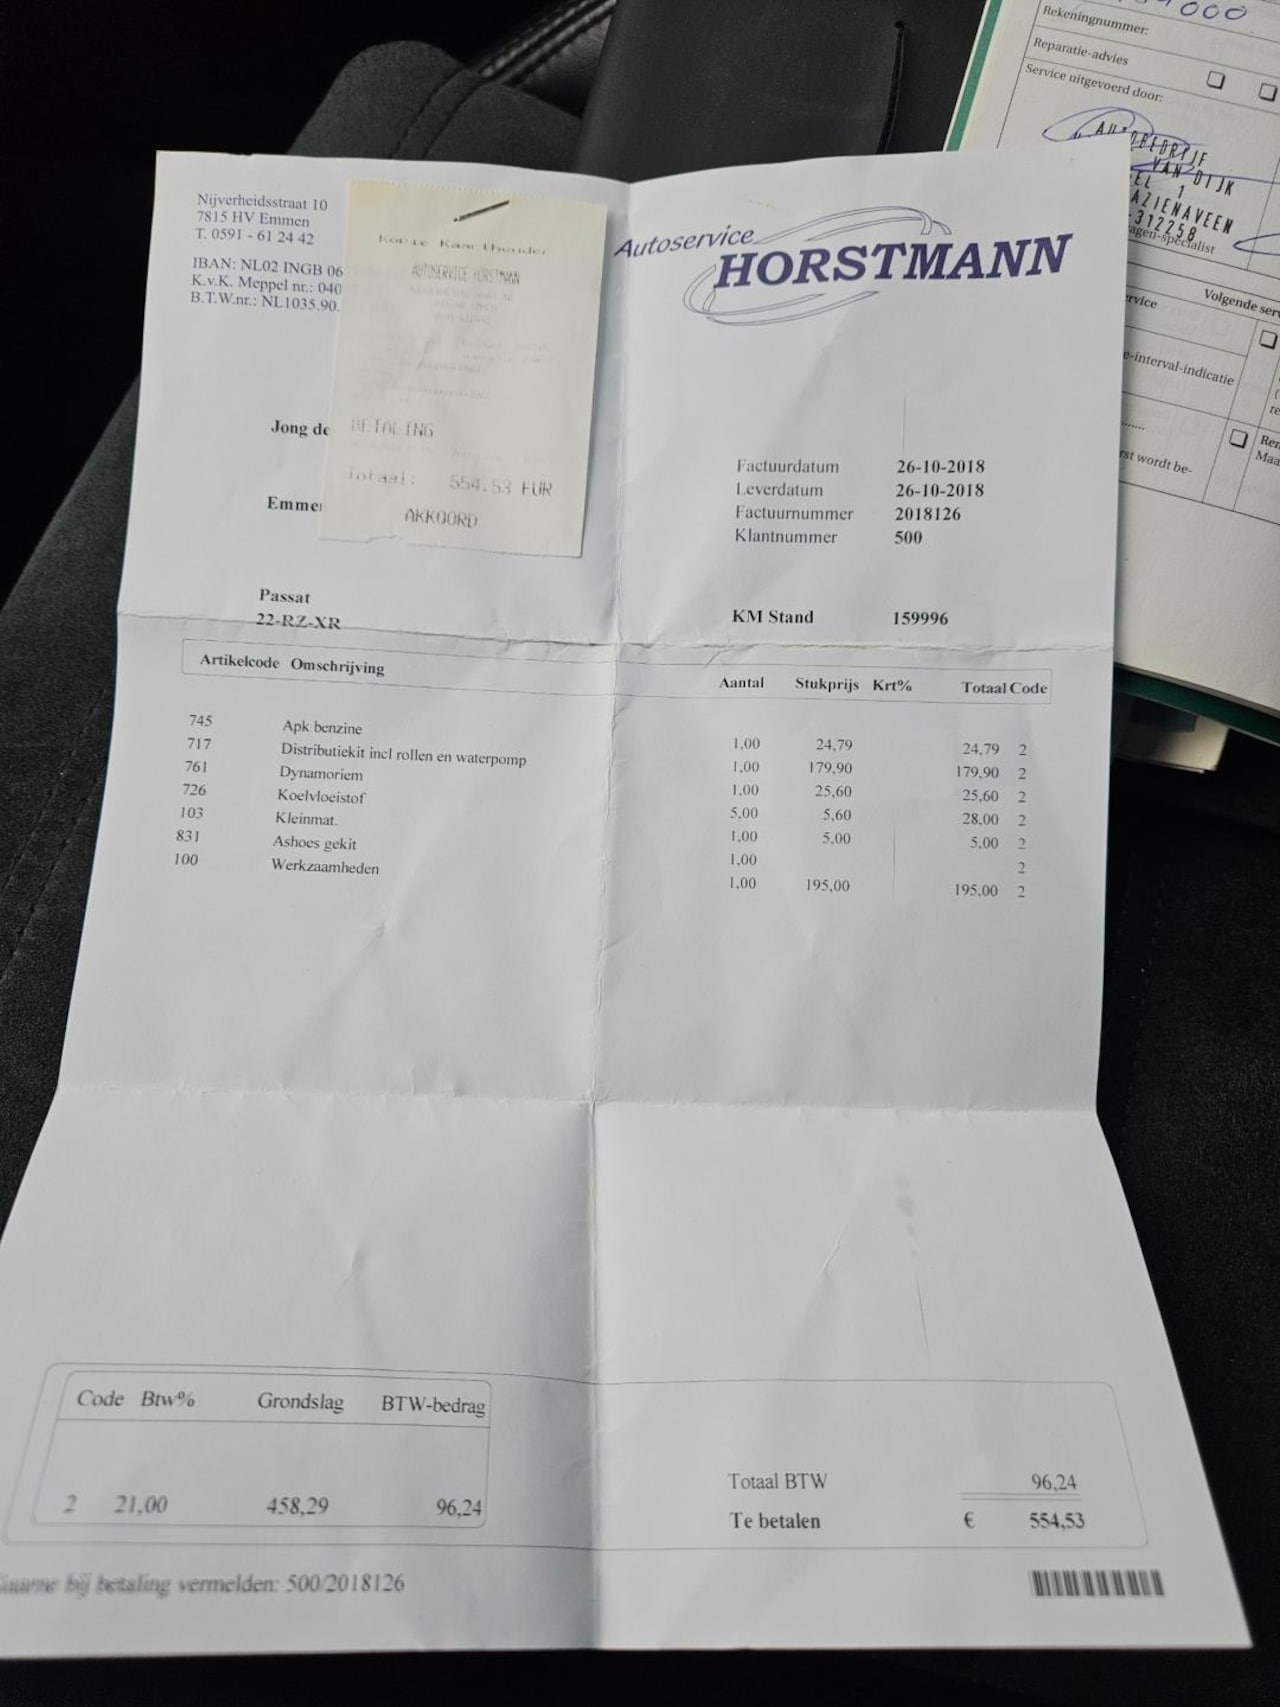 000
Rekeningnummer:
Reparatie-advies
Service uitgevoerd door:
VAN DIJK
1
312258
Volgende
e-interval-indicatie
rst wordt be-
Nijverheidsstraat 10
7815 HV Emmen
T. 0591 - 61 24 42
IBAN: NL02 INGB 06
K.v.K. Meppel nr.: 040
B.T.W.nr.: NL1035.90.
AUTOSERVICE HORSTMANN
BETALING
Totaal: 554.53 EUR
AKKOORD
Autoservice
HORSTMANN
Jong de
Emme
Factuurdatum 26-10-2018
Leverdatum 26-10-2018
Factuurnummer 2018126
Klantnummer 500
Passat
22-RZ-XR
KM Stand 159996
Artikelcode Omschrijving Aantal Stukprijs Krt% Totaal Code
745 Apk benzine 1,00 24,79 24,79 2
717 Distributiekit incl rollen en waterpomp 1,00 179,90 179,90 2
761 Dynamoriem 1,00 25,60 25,60 2
726 Koelvloeistof 5,00 5,60 28,00 2
103 Kleinmat. 1,00 5,00 5,00 2
831 Ashoes gekit 1,00 2
100 Werkzaamheden 1,00 195,00 195,00 2
Code Btw% Grondslag BTW-bedrag
2 21,00 458,29 96,24
Totaal BTW 96,24
Te betalen € 554,53
bij betaling vermelden: 500/2018126